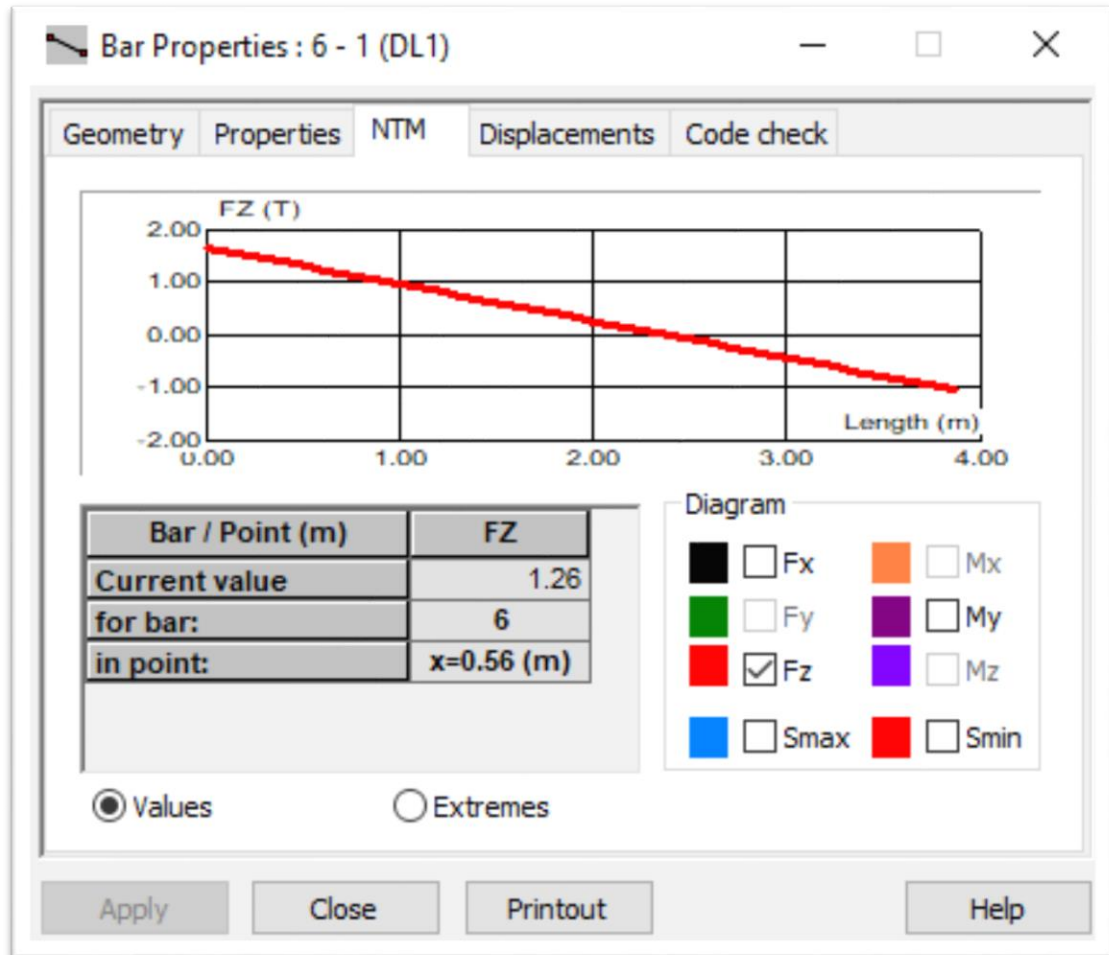 Bar Properties : 6 - 1 (DL1)
Geometry Properties NTM Displacements Code check
FZ (T)
2.00
1.00
0.00
-1.00
Length (m)
-2.00
0.00 1.00 2.00 3.00 4.00
Bar / Point (m) FZ
Current value 1.26
for bar: 6
in point: x=0.56 (m)
Diagram
Fx Mx
Fy My
Fz Mz
Smax Smin
Values Extremes
Apply Close Printout Help